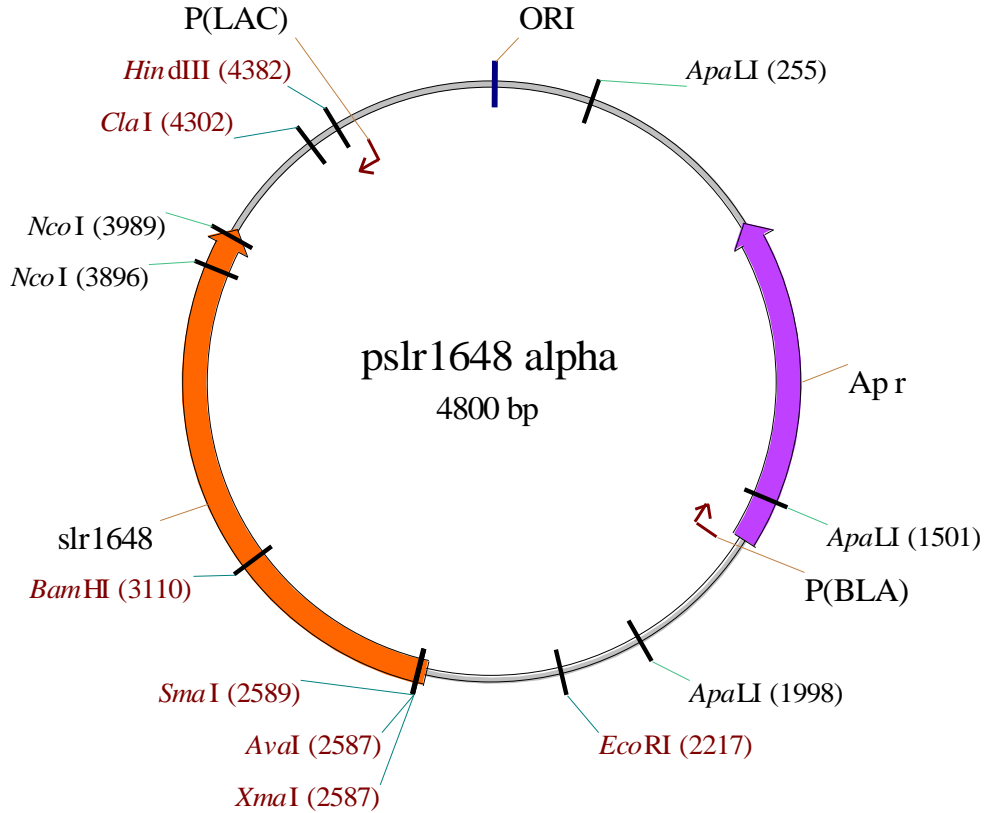 P(LAC)
ORI
HindIII (4382)
ApaLI (255)
ClaI (4302)
NcoI (3989)
NcoI (3896)
pslr1648 alpha
4800 bp
Ap r
slr1648
ApaLI (1501)
BamHI (3110)
P(BLA)
SmaI (2589)
ApaLI (1998)
AvaI (2587)
EcoRI (2217)
XmaI (2587)